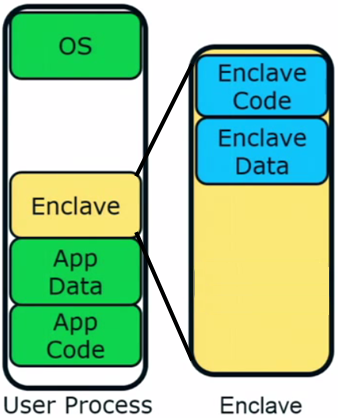 OS
Enclave
App
Data
App
Code
User Process
Enclave
Code
Enclave
Data
Enclave